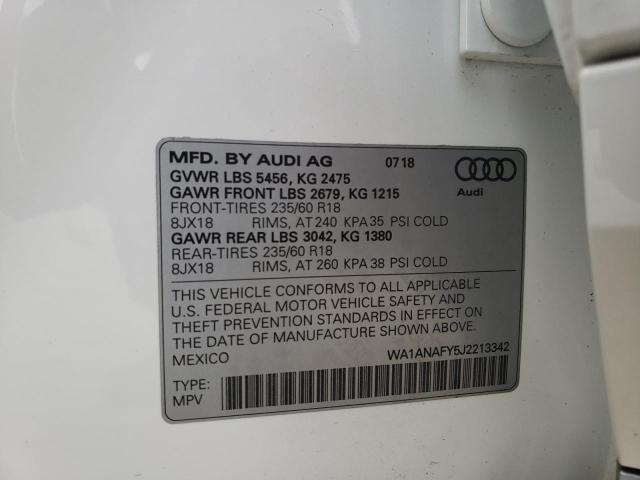 MFD. BY AUDI AG 07 18
GVWR LBS 5456, KG 2475
GAWR FRONT LBS 2679, KG 1215
FRONT-TIRES 235/60 R18
8JX18 RIMS, AT 240 KPA 35 PSI COLD
GAWR REAR LBS 3042, KG 1380
REAR-TIRES 235/60 R18
8JX18 RIMS, AT 260 KPA 38 PSI COLD
Audi
THIS VEHICLE CONFORMS TO ALL APPLICABLE
U.S. FEDERAL MOTOR VEHICLE SAFETY AND
THEFT PREVENTION STANDARDS IN EFFECT ON
THE DATE OF MANUFACTURE SHOWN ABOVE.
MEXICO WA1ANAFY5J2213342
TYPE:
MPV